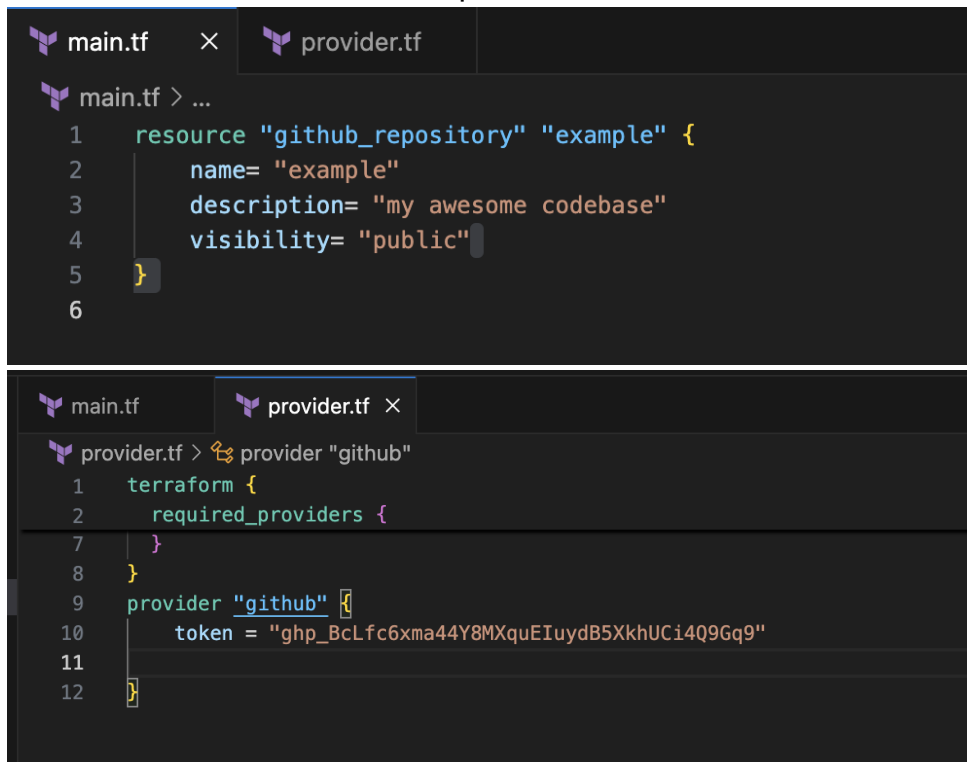 main.tf × provider.tf
main.tf > ...
1 resource "github_repository" "example" {
2 name= "example"
3 description= "my awesome codebase"
4 visibility= "public"
5 }
6
main.tf provider.tf ×
provider.tf > provider "github"
1 terraform {
2 required_providers {
7 }
8 }
9 provider "github" {
10 token = "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"
11
12 }